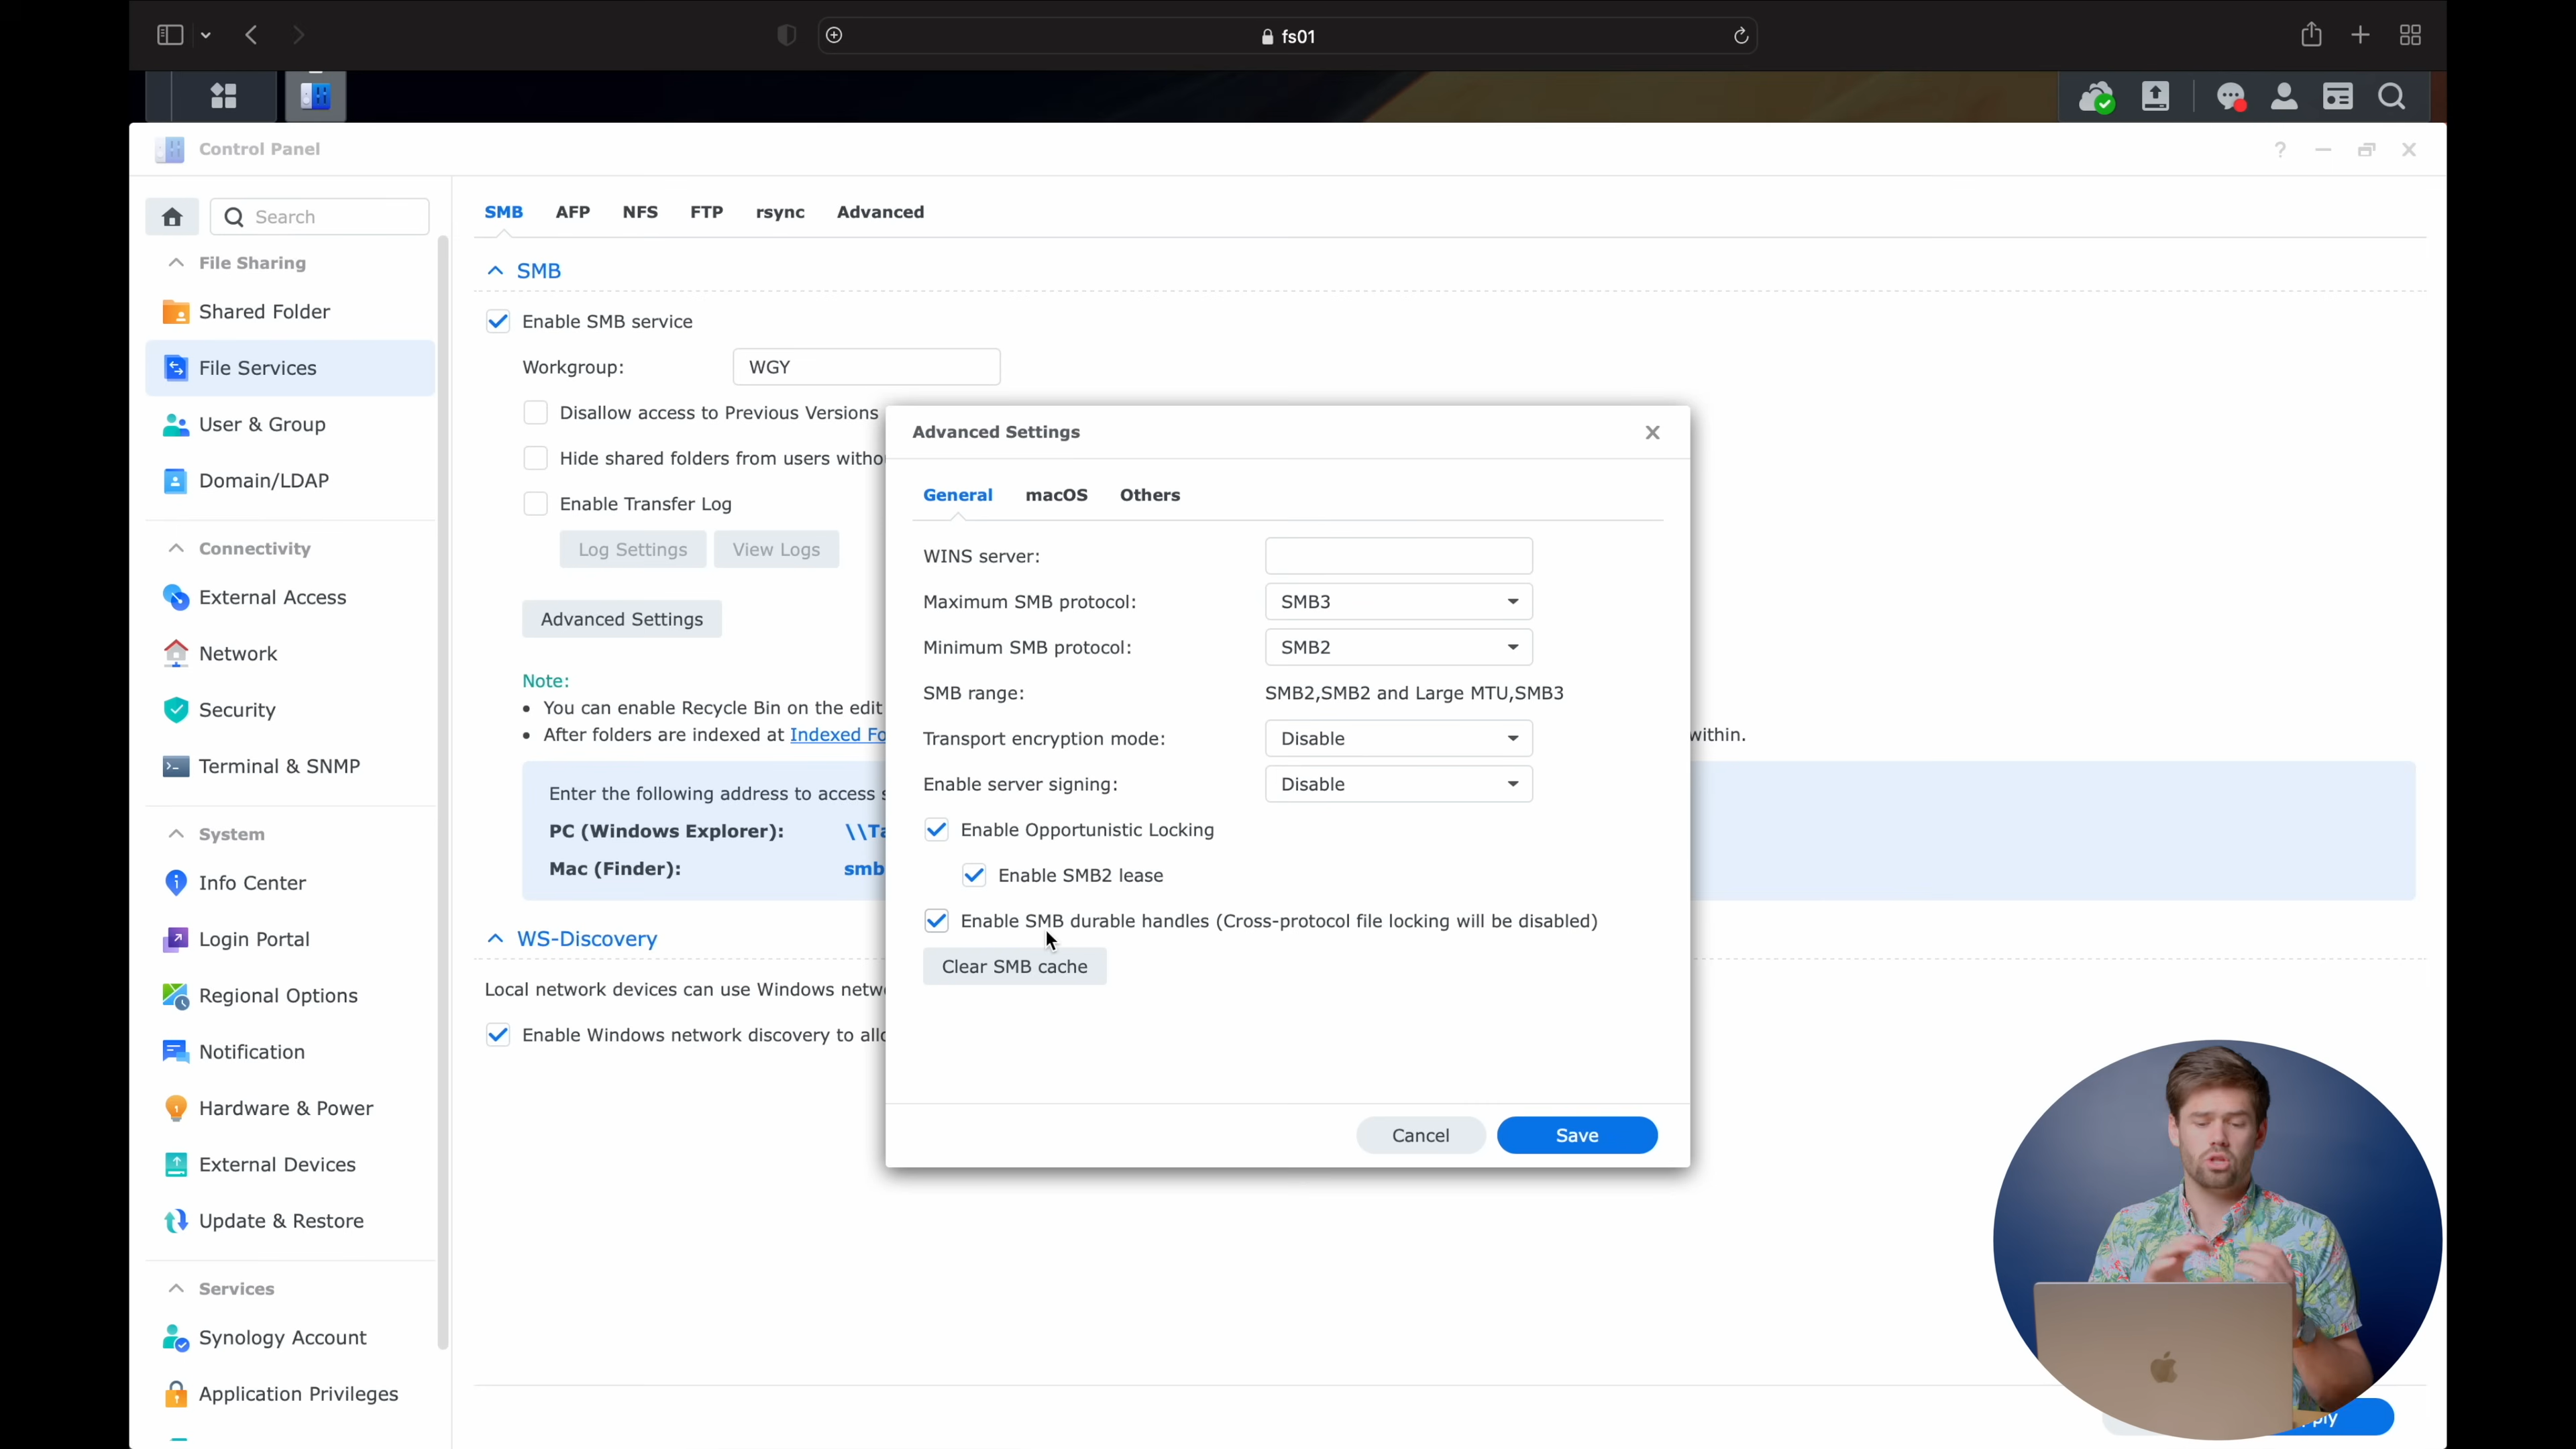 fs01
Control Panel
Search
SMB AFP NFS FTP rsync Advanced
File Sharing
Shared Folder
File Services
User & Group
Domain/LDAP
Connectivity
External Access
Network
Security
Terminal & SNMP
System
Info Center
Login Portal
Regional Options
Notification
Hardware & Power
External Devices
Update & Restore
Services
Synology Account
Application Privileges
SMB
Enable SMB service
Workgroup: WGY
Disallow access to Previous Versions
Hide shared folders from users
Enable Transfer Log
Log Settings View Logs
Advanced Settings
Note:
• You can enable Recycle Bin on the edit
• After folders are indexed at Indexed within.
Enter the following address to access
PC (Windows Explorer): \\Ta
Mac (Finder): smb
WS-Discovery
Local network devices can use Windows
Enable Windows network discovery to
Advanced Settings
General macOS Others
WINS server:
Maximum SMB protocol: SMB3
Minimum SMB protocol: SMB2
SMB range: SMB2,SMB2 and Large MTU,SMB3
Transport encryption mode: Disable
Enable server signing: Disable
Enable Opportunistic Locking
Enable SMB2 lease
Enable SMB durable handles (Cross-protocol file locking will be disabled)
Clear SMB cache
Cancel Save